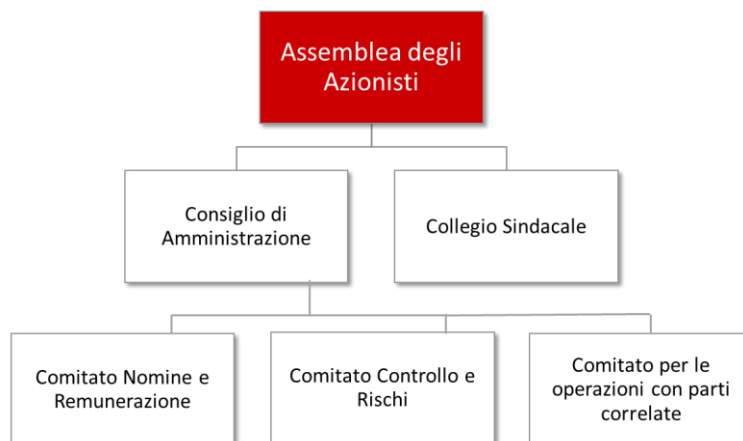 Assemblea degli
Azionisti
Consiglio di
Amministrazione
Collegio Sindacale
Comitato Nomine e
Remunerazione
Comitato Controllo e
Rischi
Comitato per le
operazioni con parti
correlate